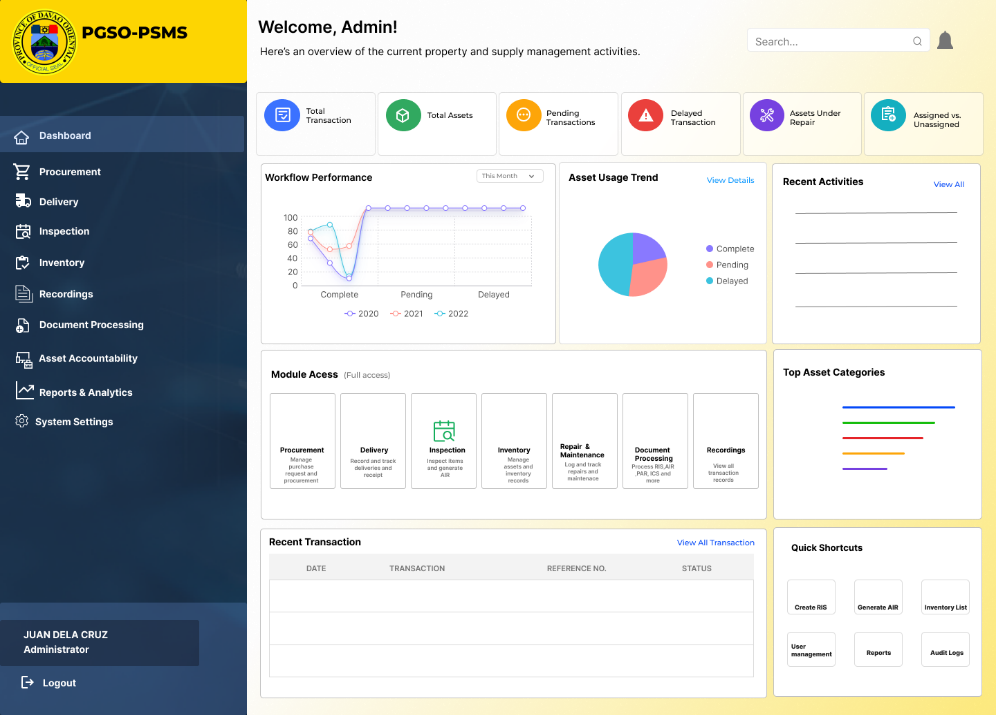 PROVINCE OF DAVAO ORIENTAL
OFFICIAL SEAL
PGSO-PSMS
Dashboard
Procurement
Delivery
Inspection
Inventory
Recordings
Document Processing
Asset Accountability
Reports & Analytics
System Settings
JUAN DELA CRUZ
Administrator
Logout
Welcome, Admin!
Here's an overview of the current property and supply management activities.
Search...
Total
Transaction
Total Assets
Pending
Transactions
Delayed
Transaction
Assets Under
Repair
Assigned vs.
Unassigned
Workflow Performance
This Month
100
80
60
40
20
0
Complete
Pending
Delayed
2020
2021
2022
Asset Usage Trend
View Details
Complete
Pending
Delayed
Recent Activities
View All
Module Acess (Full access)
Procurement
Manage
purchase
request and
procurement
Delivery
Record and track
deliveries and
receipt
Inspection
Inspect items
and generate
AIR
Inventory
Manage
assets and
inventory
records
Repair &
Maintenance
Log and track
repairs and
maintenace
Document
Processing
Process RIS,AIR
,PAR, ICS and
more
Recordings
View all
transaction
records
Top Asset Categories
Recent Transaction
View All Transaction
DATE
TRANSACTION
REFERENCE NO.
STATUS
Quick Shortcuts
Create RIS
Generate AIR
Inventory List
User
management
Reports
Audit Logs